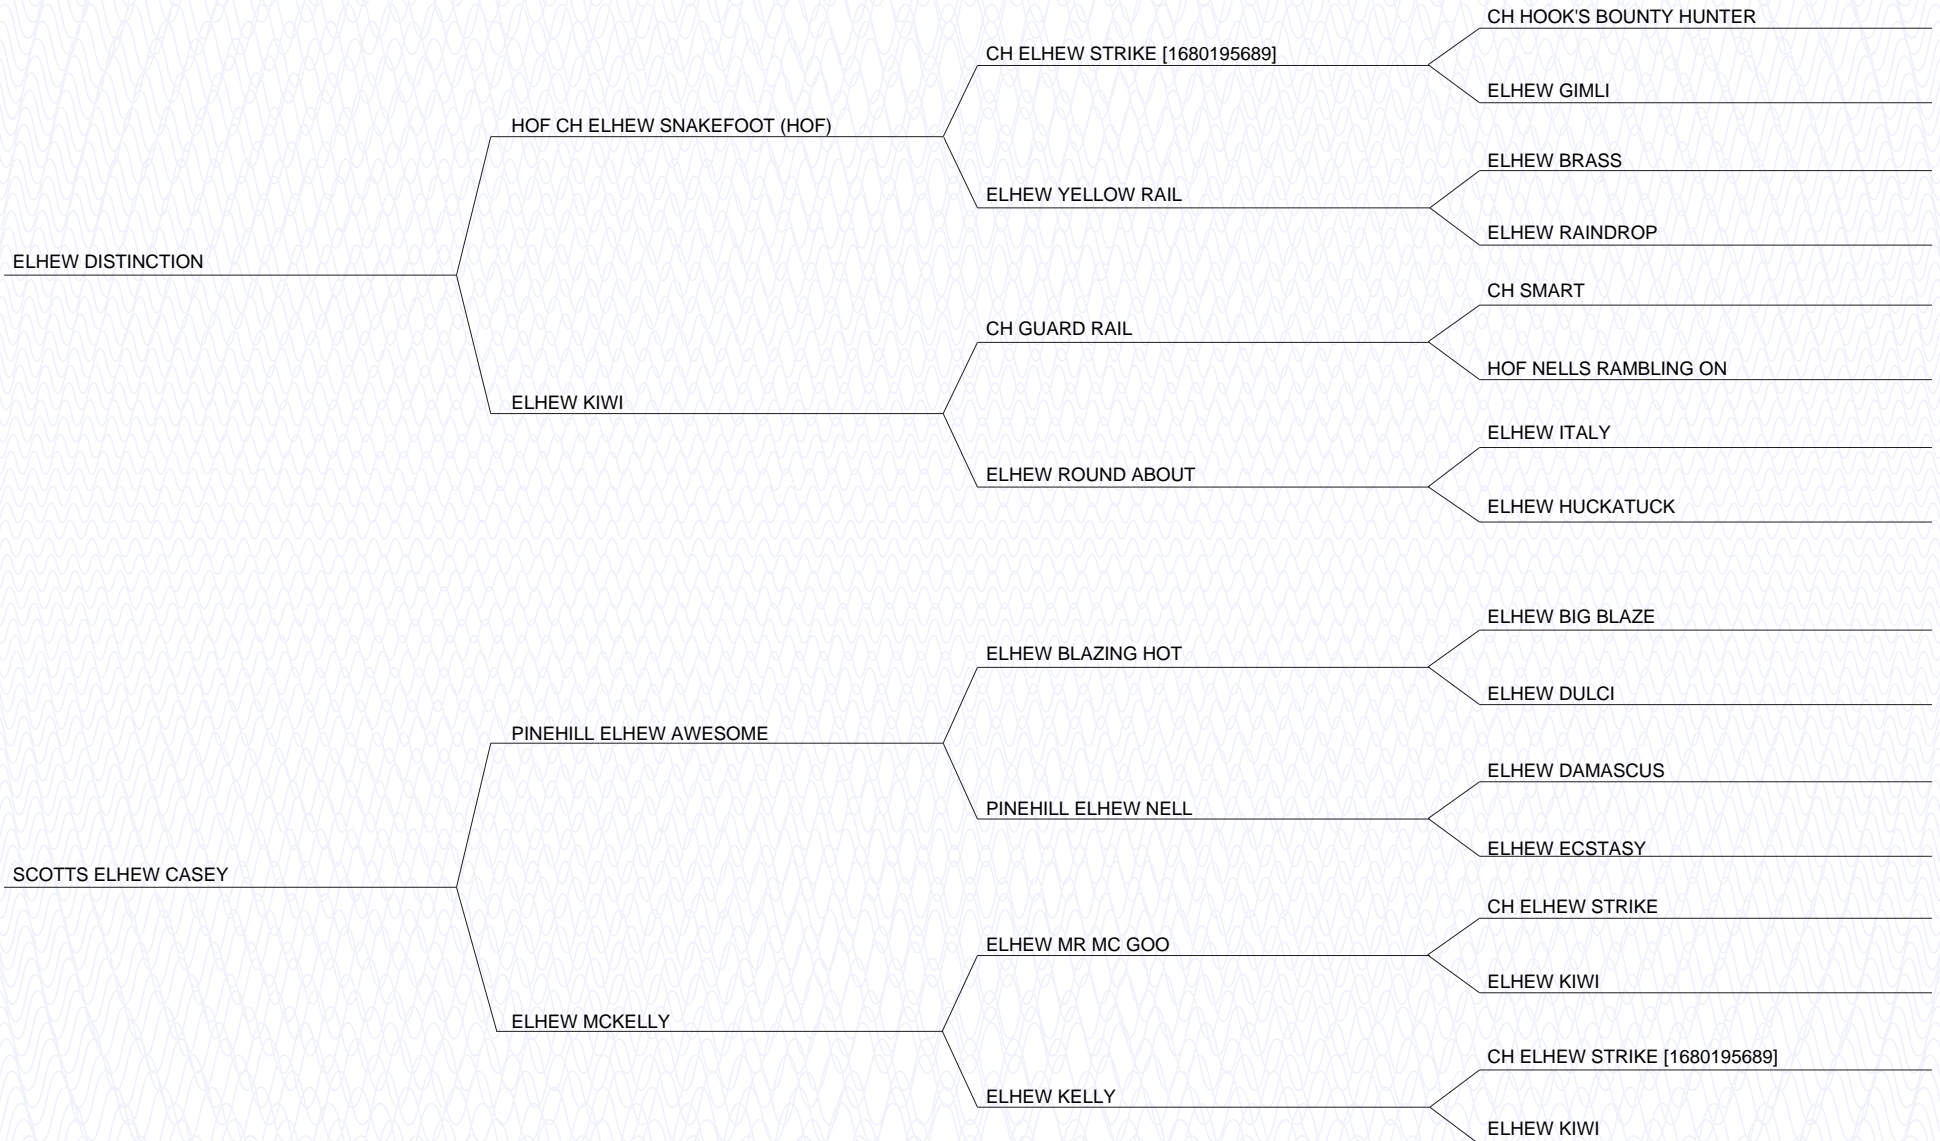 CH HOOK'S BOUNTY HUNTER
CH ELHEW STRIKE [1680195689]
ELHEW GIMLI
HOF CH ELHEW SNAKEFOOT (HOF)
ELHEW BRASS
ELHEW YELLOW RAIL
ELHEW RAINDROP
ELHEW DISTINCTION
CH SMART
CH GUARD RAIL
HOF NELLS RAMBLING ON
ELHEW KIWI
ELHEW ITALY
ELHEW ROUND ABOUT
ELHEW HUCKATUCK
ELHEW BIG BLAZE
ELHEW BLAZING HOT
ELHEW DULCI
PINEHILL ELHEW AWESOME
ELHEW DAMASCUS
PINEHILL ELHEW NELL
ELHEW ECSTASY
SCOTTS ELHEW CASEY
CH ELHEW STRIKE
ELHEW MR MC GOO
ELHEW KIWI
ELHEW MCKELLY
CH ELHEW STRIKE [1680195689]
ELHEW KELLY
ELHEW KIWI